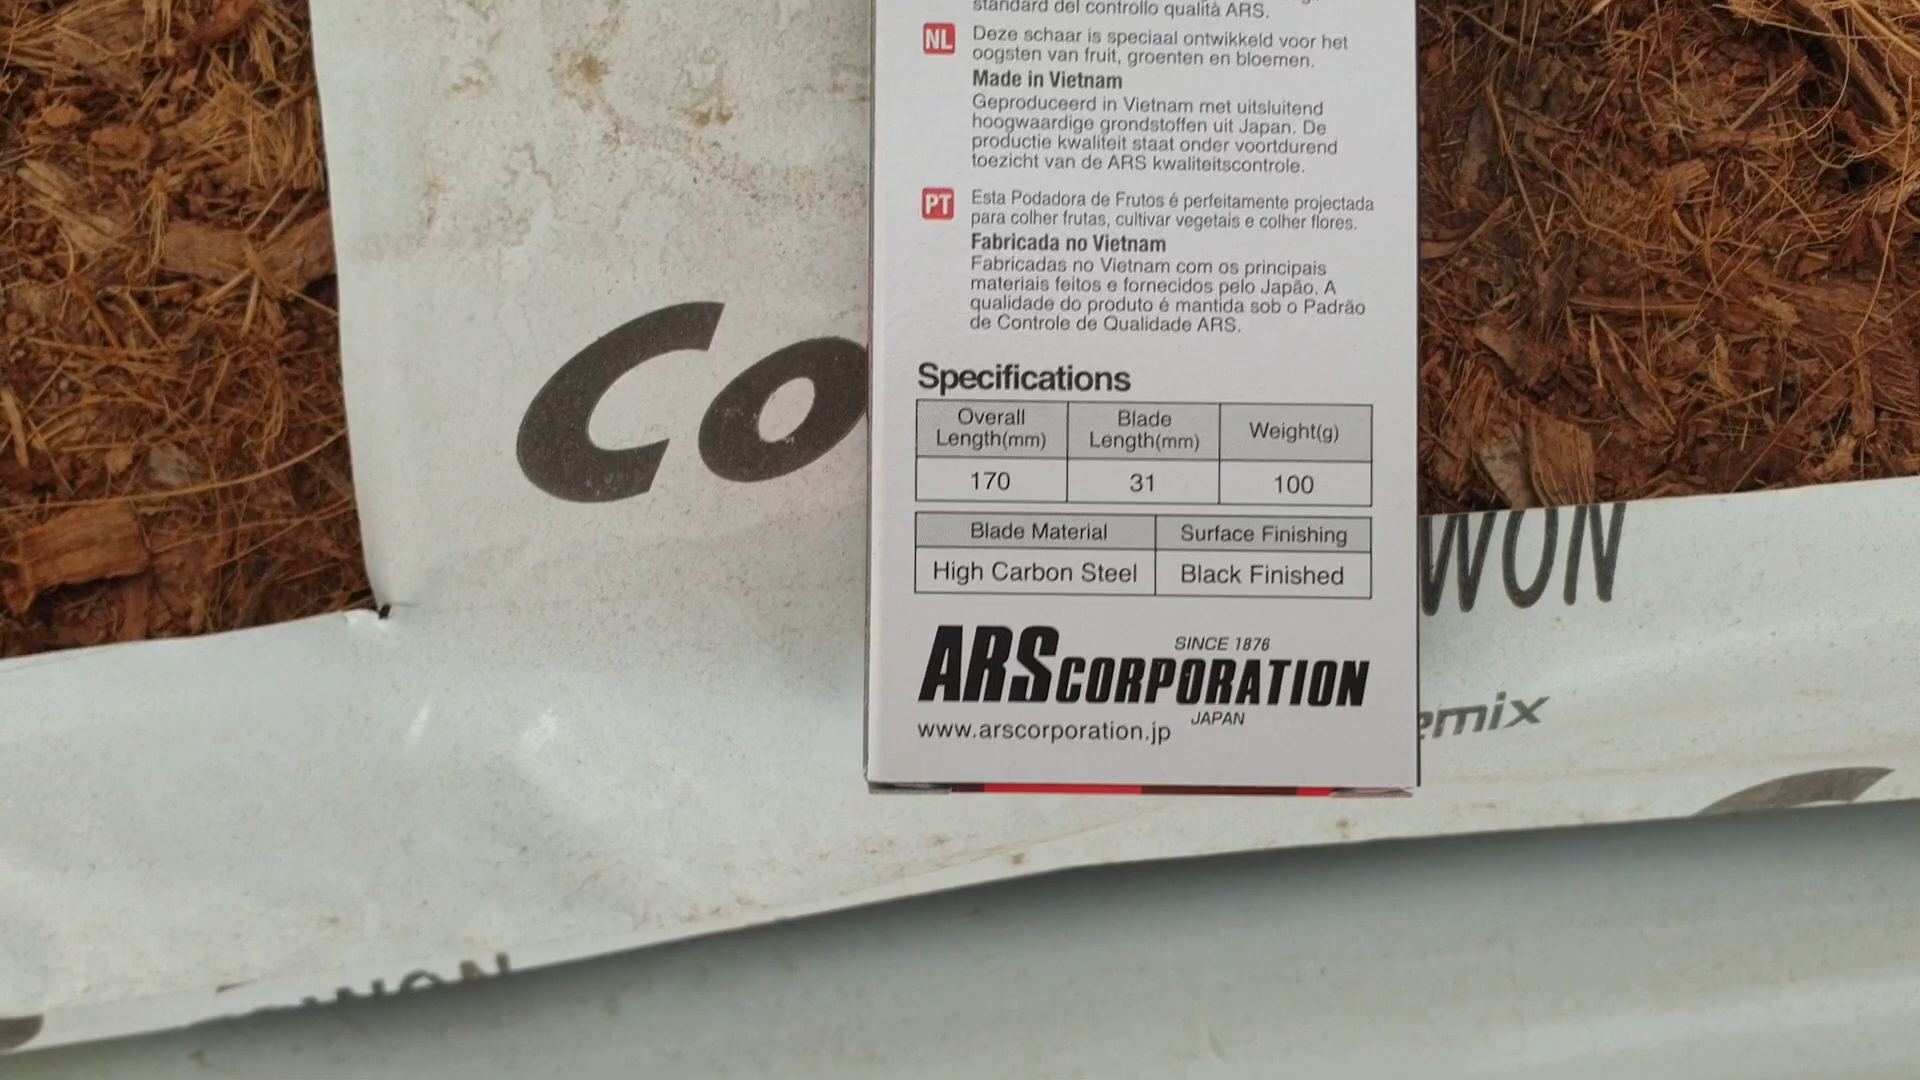 standard del controllo qualità ARS.
NL
Deze schaar is speciaal ontwikkeld voor het
oogsten van fruit, groenten en bloemen.
Made in Vietnam
Geproduceerd in Vietnam met uitsluitend
hoogwaardige grondstoffen uit Japan. De
productie kwaliteit staat onder voortdurend
toezicht van de ARS kwaliteitscontrole.
PT
Esta Podadora de Frutos é perfeitamente projectada
para colher frutas, cultivar vegetais e colher flores.
Fabricada no Vietnam
Fabricadas no Vietnam com os principais
materiais feitos e fornecidos pelo Japão. A
qualidade do produto é mantida sob o Padrão
de Controle de Qualidade ARS.
Co
Specifications
Overall Length(mm) Blade Length(mm) Weight(g)
170 31 100
Blade Material Surface Finishing
High Carbon Steel Black Finished
WON
SINCE 1876
ARS CORPORATION
JAPAN
www.arscorporation.jp
emix